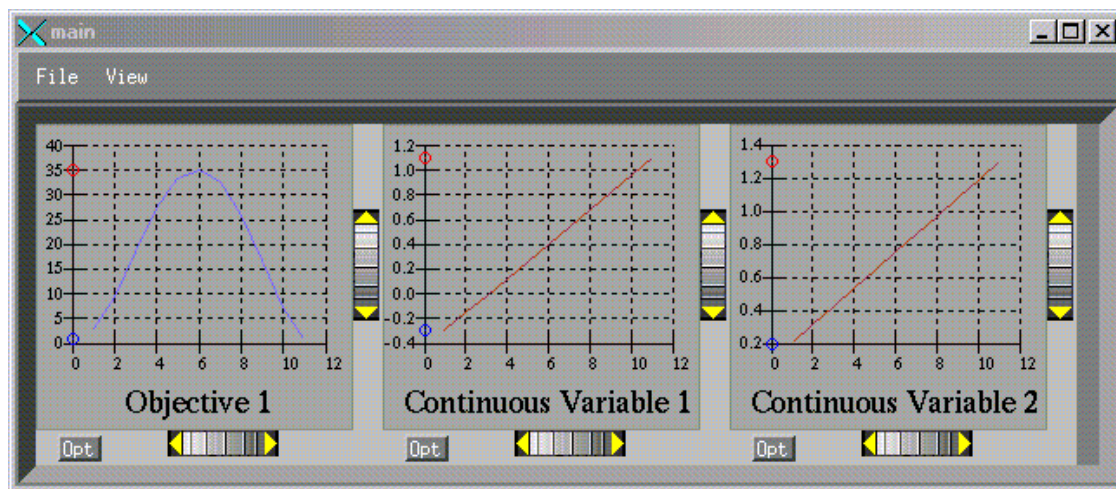 main
File View
40
35
30
25
20
15
10
5
0
0 2 4 6 8 10 12
Objective 1
Opt
1.2
1.0
0.8
0.6
0.4
0.2
0.0
-0.2
-0.4
0 2 4 6 8 10 12
Continuous Variable 1
Opt
1.4
1.2
1.0
0.8
0.6
0.4
0.2
0 2 4 6 8 10 12
Continuous Variable 2
Opt